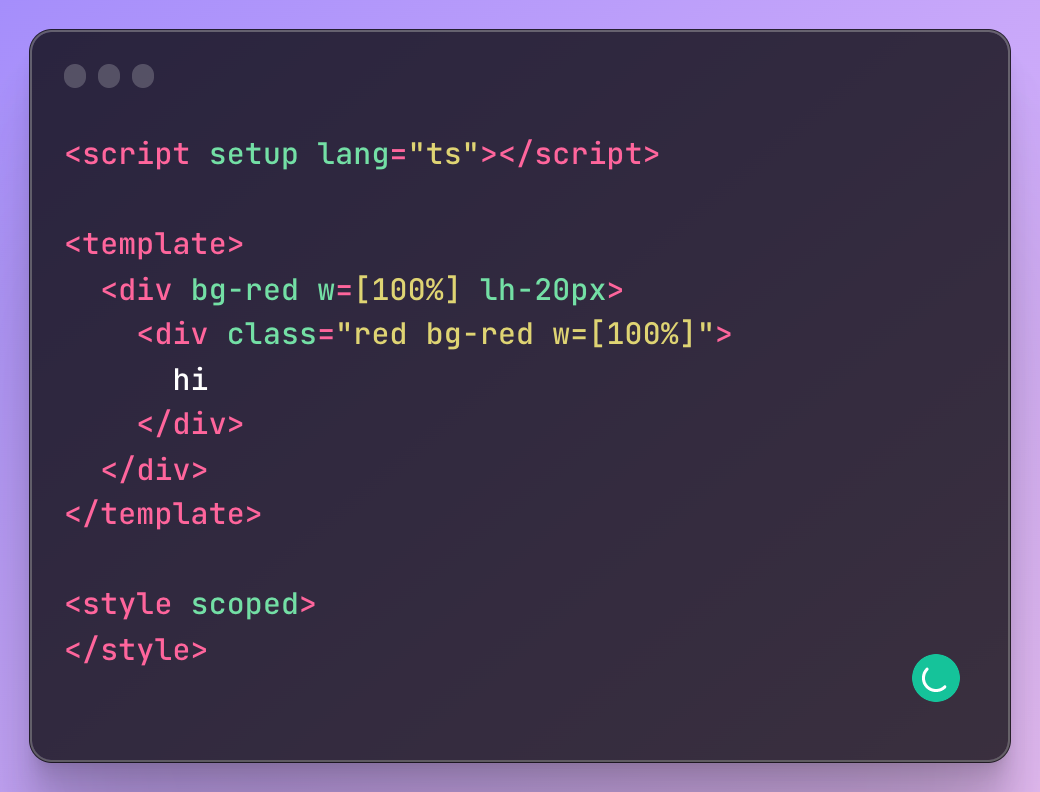 <script setup lang="ts"></script>
<template>
<div bg-red w=[100%] lh-20px>
<div class="red bg-red w=[100%]">
hi
</div>
</div>
</template>
<style scoped>
</style>